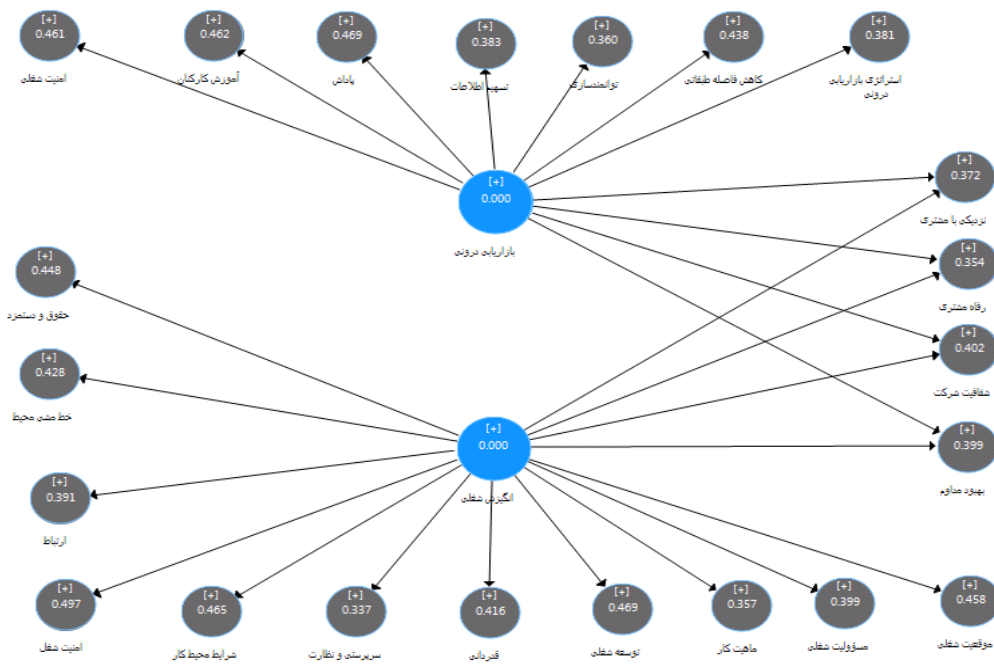 [+]
0.461
امنیت شغلی
[+]
0.462
آموزش کارکنان
[+]
0.469
پاداش
[+]
0.383
تسهیم اطلاعات
[+]
0.360
توانمندسازی
[+]
0.438
کاهش فاصله طبقاتی
[+]
0.381
استراتژی بازاریابی
درونی
[+]
0.000
بازاریابی درونی
[+]
0.372
نزدیکی با مشتری
[+]
0.354
رفاه مشتری
[+]
0.402
شفافیت شرکت
[+]
0.399
بهبود مداوم
[+]
0.448
حقوق و دستمزد
[+]
0.428
خط مشی محیط
[+]
0.391
ارتباط
[+]
0.000
انگیزش شغلی
[+]
0.497
امنیت شغل
[+]
0.465
شرایط محیط کار
[+]
0.337
سرپرستی و نظارت
[+]
0.416
قدردانی
[+]
0.469
توسعه شغلی
[+]
0.357
ماهیت کار
[+]
0.399
مسؤولیت شغلی
[+]
0.458
موقعیت شغلی